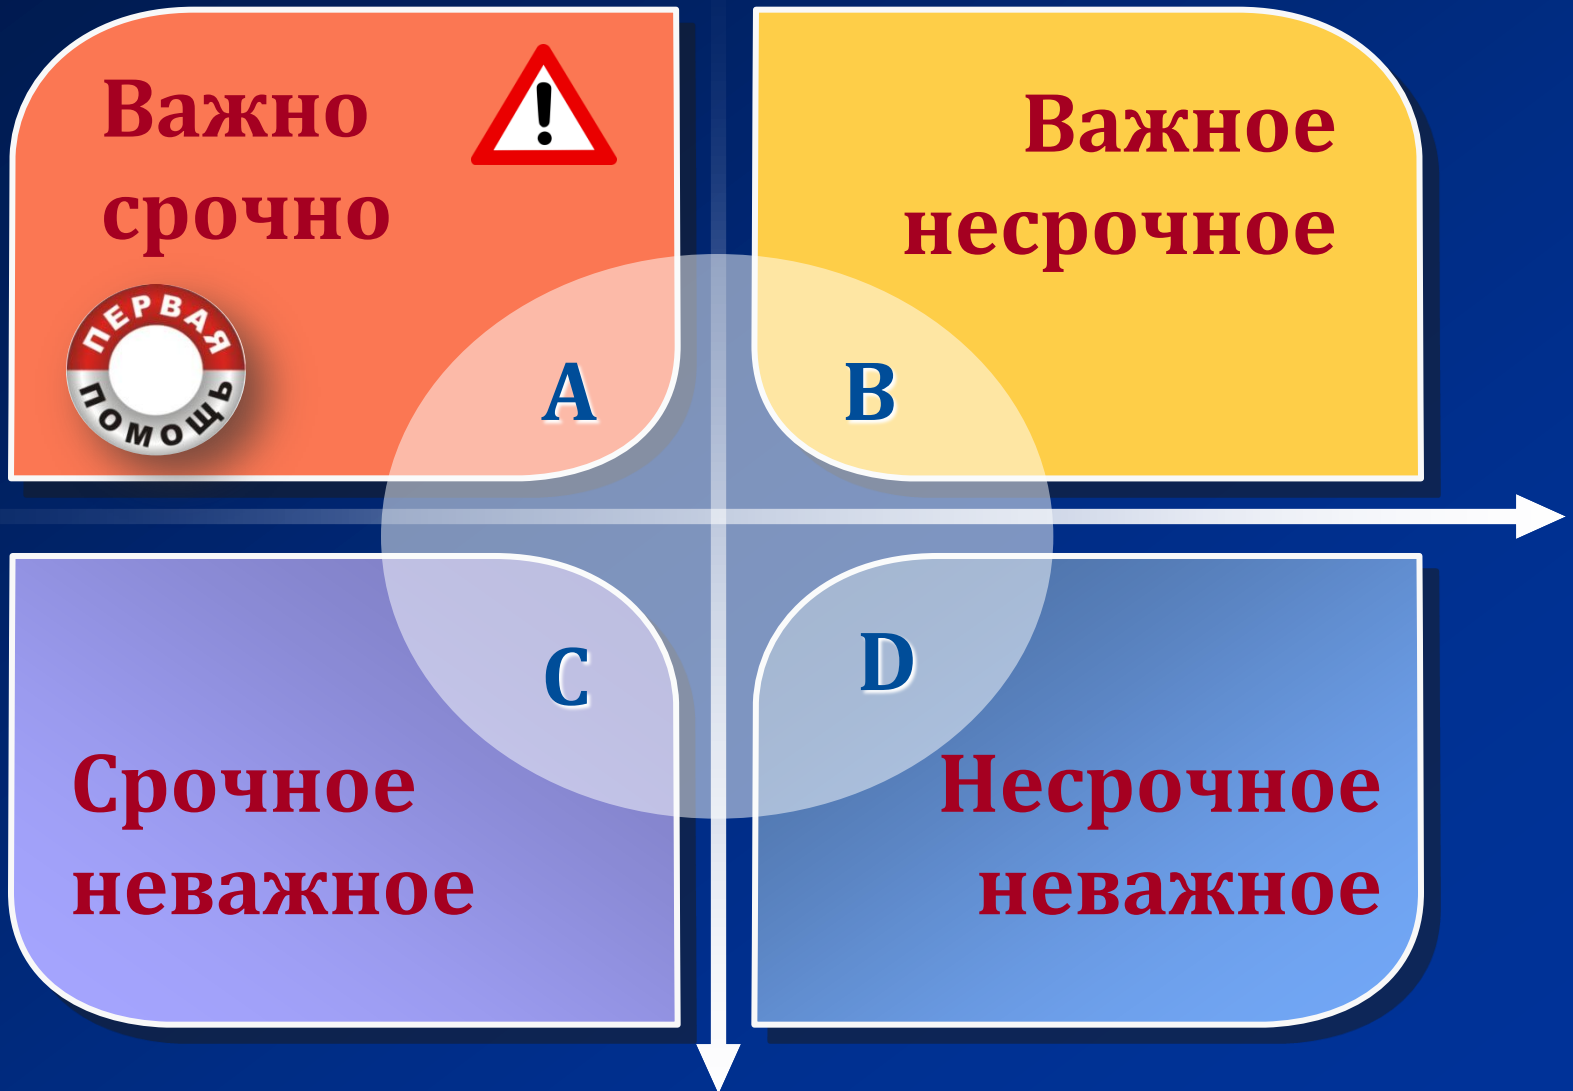 Важно
срочно
!
ПЕРВАЯ
ПОМОЩЬ
A
Важное
несрочное
B
C
Срочное
неважное
D
Несрочное
неважное